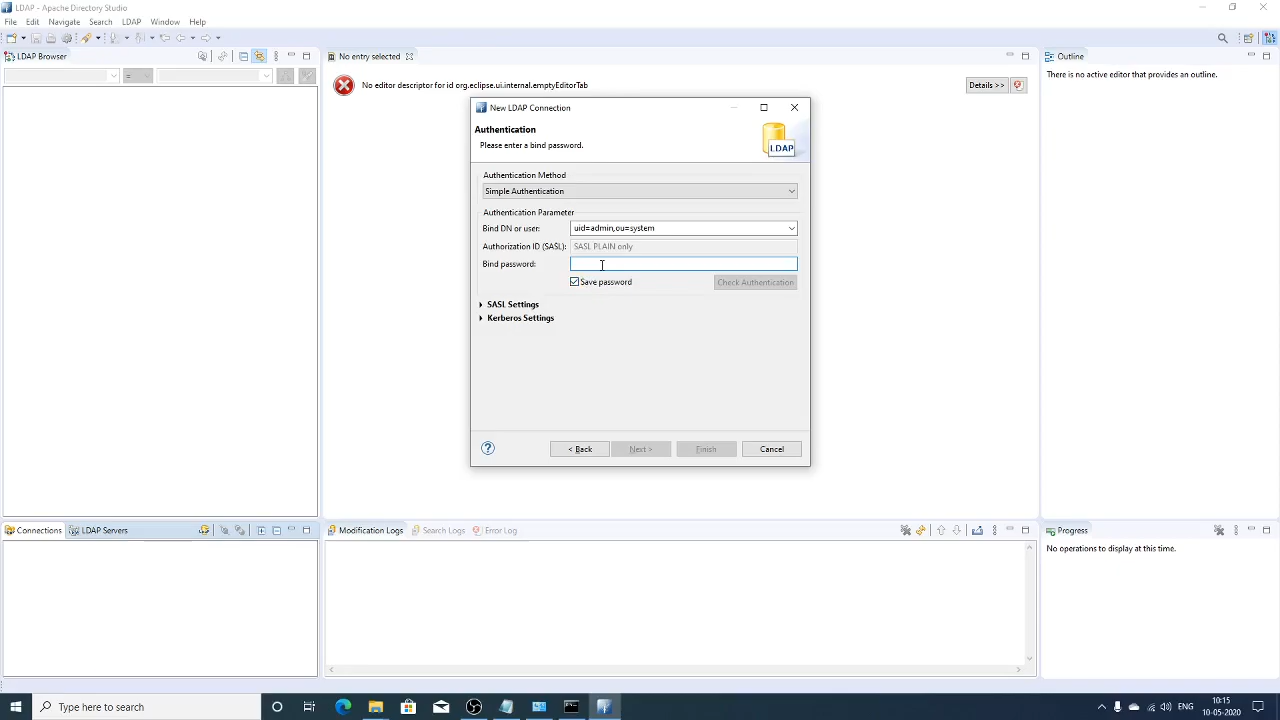 LDAP - Apache Directory Studio
File Edit Navigate Search LDAP Window Help
LDAP Browser
No entry selected
Outline
=
No editor descriptor for id org.eclipse.ui.internal.emptyEditorTab
Details >>
There is no active editor that provides an outline.
New LDAP Connection
Authentication
Please enter a bind password.
LDAP
Authentication Method
Simple Authentication
Authentication Parameter
Bind DN or user: uid=admin,ou=system
Authorization ID (SASL): SASL PLAIN only
Bind password:
Save password
Check Authentication
SASL Settings
Kerberos Settings
?
< Back
Next >
Finish
Cancel
Connections
LDAP Servers
Modification Logs
Search Logs
Error Log
Progress
No operations to display at this time.
Type here to search
ENG
10:15
10-05-2020